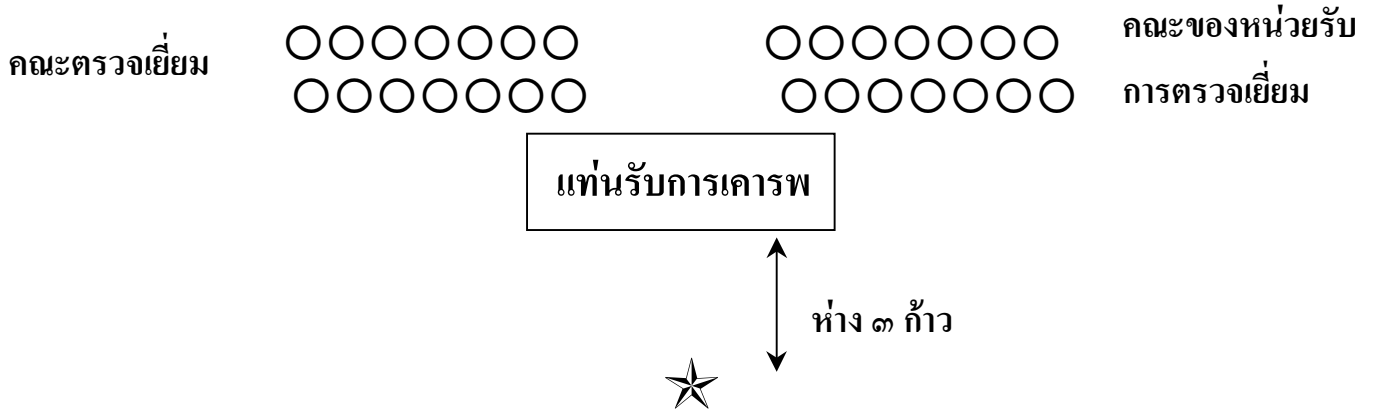 คณะตรวจเยี่ยม
คณะของหน่วยรับ
การตรวจเยี่ยม
แท่นรับการเคารพ
ห่าง ๓ ก้าว